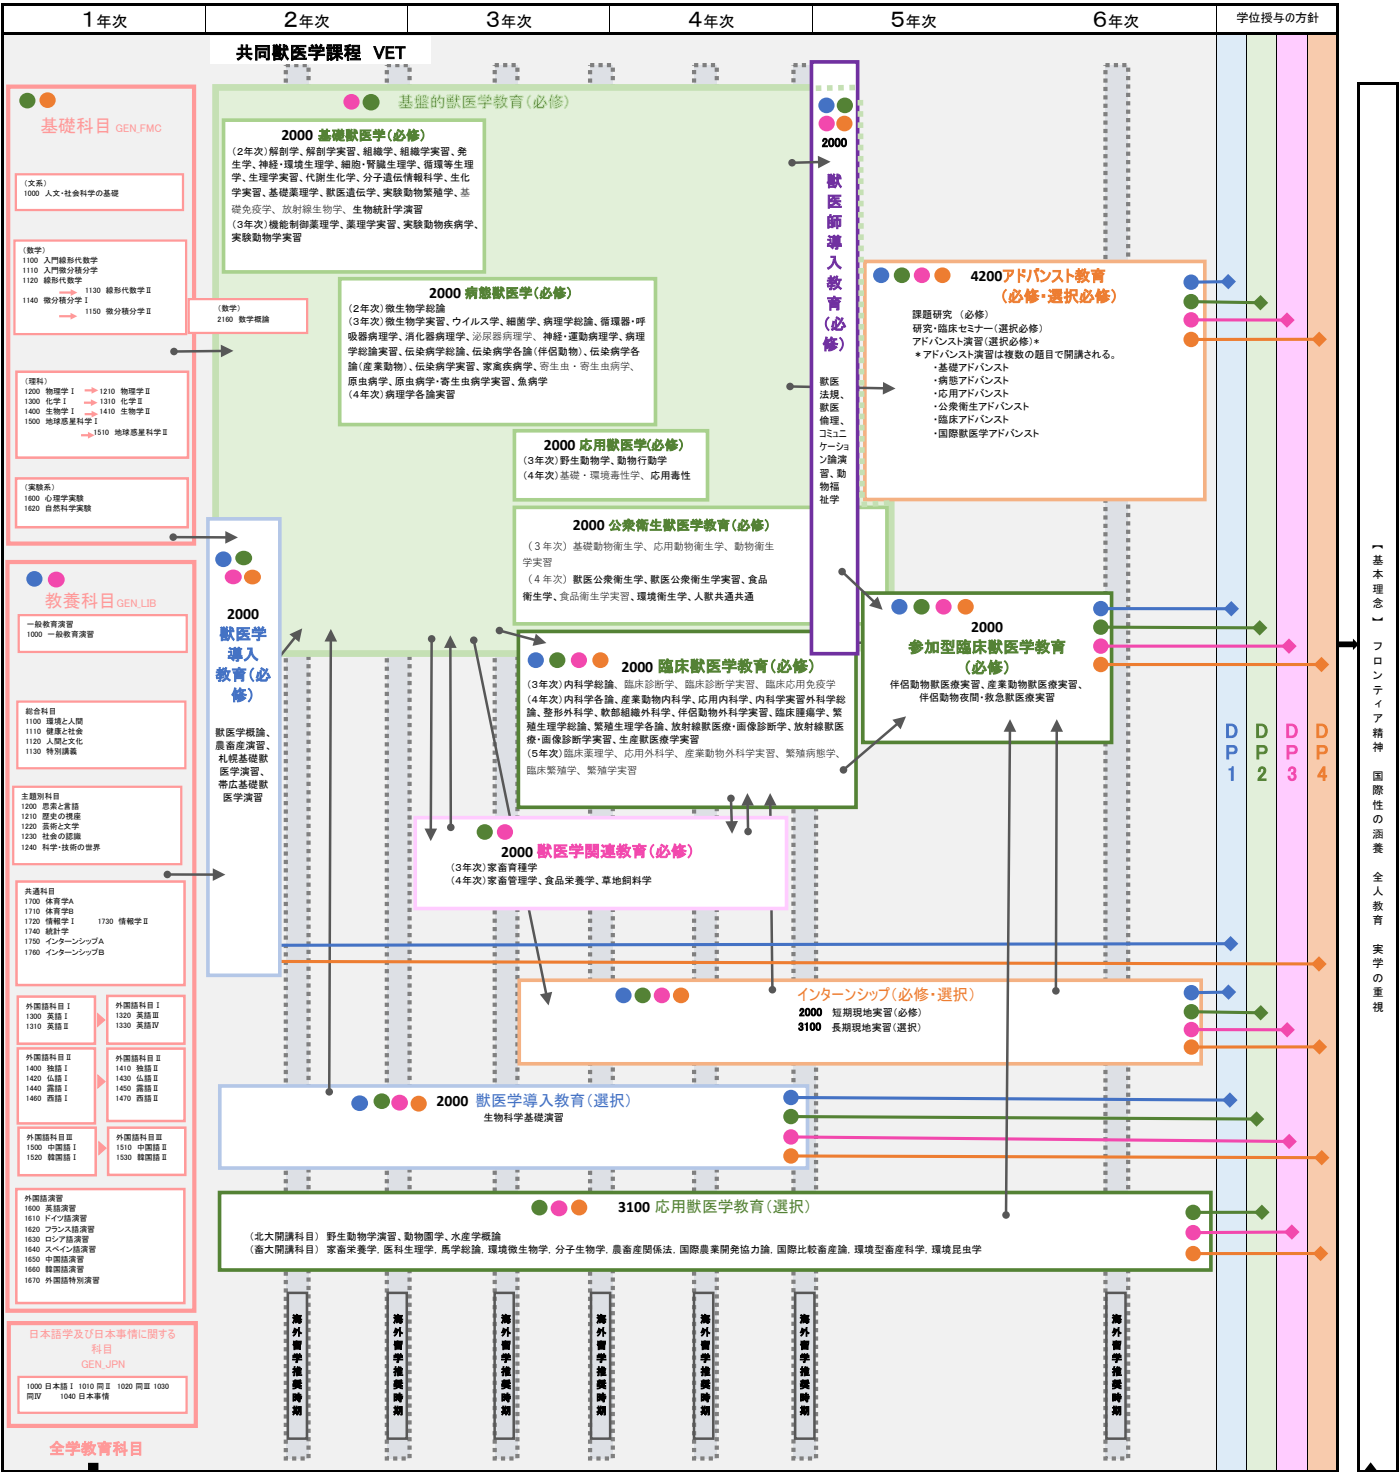 1年次
2年次
3年次
4年次
5年次
6年次
学位授与の方針
共同獣医学課程 VET
基礎科目 GEN_FMC
(文系)
1000 人文・社会科学の基礎
(数学)
1100 入門線形代数学
1110 入門微分積分学
1120 線形代数学
1130 線形代数学Ⅱ
1140 微分積分学Ⅰ
1150 微分積分学Ⅱ
(数学)
2160 数学概論
(理科)
1200 物理学Ⅰ 1210 物理学Ⅱ
1300 化学Ⅰ 1310 化学Ⅱ
1400 生物学Ⅰ 1410 生物学Ⅱ
1500 地球惑星科学Ⅰ
1510 地球惑星科学Ⅱ
(実験系)
1600 心理学実験
1620 自然科学実験
教養科目 GEN_LIB
一般教育演習
1000 一般教育演習
総合科目
1100 環境と人間
1110 健康と社会
1120 人間と文化
1130 特別講義
主題別科目
1200 思索と言語
1210 歴史の視座
1220 芸術と文学
1230 社会の認識
1240 科学・技術の世界
共通科目
1700 体育学A
1710 体育学B
1720 情報学Ⅰ 1730 情報学Ⅱ
1740 統計学
1750 インターンシップA
1760 インターンシップB
外国語科目Ⅰ
1300 英語Ⅰ
1310 英語Ⅱ
外国語科目Ⅰ
1320 英語Ⅲ
1330 英語Ⅳ
外国語科目Ⅱ
1400 独語Ⅰ
1420 仏語Ⅰ
1440 露語Ⅰ
1460 西語Ⅰ
外国語科目Ⅱ
1410 独語Ⅱ
1430 仏語Ⅱ
1450 露語Ⅱ
1470 西語Ⅱ
外国語科目Ⅲ
1500 中国語Ⅰ
1520 韓国語Ⅰ
外国語科目Ⅲ
1510 中国語Ⅱ
1530 韓国語Ⅱ
外国語演習
1600 英語演習
1610 ドイツ語演習
1620 フランス語演習
1630 ロシア語演習
1640 スペイン語演習
1650 中国語演習
1660 韓国語演習
1670 外国語特別演習
日本語学及び日本事情に関する
科目
GEN_JPN
1000 日本語Ⅰ 1010 同Ⅱ 1020 同Ⅲ 1030
同Ⅳ 1040 日本事情
全学教育科目
基盤的獣医学教育(必修)
2000 基礎獣医学(必修)
(2年次)解剖学、解剖学実習、組織学、組織学実習、発
生学、神経・環境生理学、細胞・腎臓生理学、循環等生理
学、生理学実習、代謝生化学、分子遺伝情報科学、生化
学実習、基礎薬理学、獣医遺伝学、実験動物繁殖学、基
礎免疫学、放射線生物学、生物統計学演習
(3年次)機能制御薬理学、薬理学実習、実験動物疾病学、
実験動物学実習
2000 病態獣医学(必修)
(2年次)微生物学総論
(3年次)微生物学実習、ウイルス学、細菌学、病理学総論、循環器・呼
吸器病理学、消化器病理学、泌尿器病理学、神経・運動病理学、病理
学総論実習、伝染病学総論、伝染病学各論(伴侶動物)、伝染病学各
論(産業動物)、伝染病学実習、家禽疾病学、寄生虫・寄生虫病学、
原虫病学、原虫病学・寄生虫病学実習、魚病学
(4年次)病理学各論実習
2000 応用獣医学(必修)
(3年次)野生動物学、動物行動学
(4年次)基礎・環境毒性学、応用毒性
2000 公衆衛生獣医学教育(必修)
(3年次)基礎動物衛生学、応用動物衛生学、動物衛生
学実習
(4年次)獣医公衆衛生学、獣医公衆衛生学実習、食品
衛生学、食品衛生学実習、環境衛生学、人獣共通共通
2000
獣医師導入教育(必修)
獣医
法規、
獣医
倫理、
コミュニ
ケーショ
ン論演
習、動
物福
祉学
4200アドバンスト教育
(必修・選択必修)
課題研究 (必修)
研究・臨床セミナー(選択必修)
アドバンスト演習(選択必修)*
*アドバンスト演習は複数の題目で開講される。
・基礎アドバンスト
・病態アドバンスト
・応用アドバンスト
・公衆衛生アドバンスト
・臨床アドバンスト
・国際獣医学アドバンスト
2000
獣医学
導入
教育(必
修)
獣医学概論、
農畜産演習、
札幌基礎獣
医学演習、
帯広基礎獣
医学演習
2000 臨床獣医学教育(必修)
(3年次)内科学総論、臨床診断学、臨床診断学実習、臨床応用免疫学
(4年次)内科学各論、産業動物内科学、応用内科学、内科学実習外科学総
論、整形外科学、軟部組織外科学、伴侶動物外科学実習、臨床腫瘍学、繁
殖生理学総論、繁殖生理学各論、放射線獣医療・画像診断学、放射線獣医
療・画像診断学実習、生産獣医療学実習
(5年次)臨床薬理学、応用外科学、産業動物外科学実習、繁殖病態学、
臨床繁殖学、繁殖学実習
2000
参加型臨床獣医学教育
(必修)
伴侶動物獣医療実習、産業動物獣医療実習、
伴侶動物夜間・救急獣医療実習
2000 獣医学関連教育(必修)
(3年次)家畜育種学
(4年次)家畜管理学、食品栄養学、草地飼料学
インターンシップ(必修・選択)
2000 短期現地実習(必修)
3100 長期現地実習(選択)
2000 獣医学導入教育(選択)
生物科学基礎演習
3100 応用獣医学教育(選択)
(北大開講科目) 野生動物学演習、動物園学、水産学概論
(畜大開講科目) 家畜栄養学, 医科生理学, 馬学総論, 環境微生物学, 分子生物学, 農畜産関係法, 国際農業開発協力論, 国際比較畜産論, 環境型畜産科学, 環境昆虫学
海外留学推奨時期
海外留学推奨時期
海外留学推奨時期
海外留学推奨時期
海外留学推奨時期
海外留学推奨時期
海外留学推奨時期
DP1
DP2
DP3
DP4
【基本理念】 フロンティア精神 国際性の涵養 全人教育 実学の重視